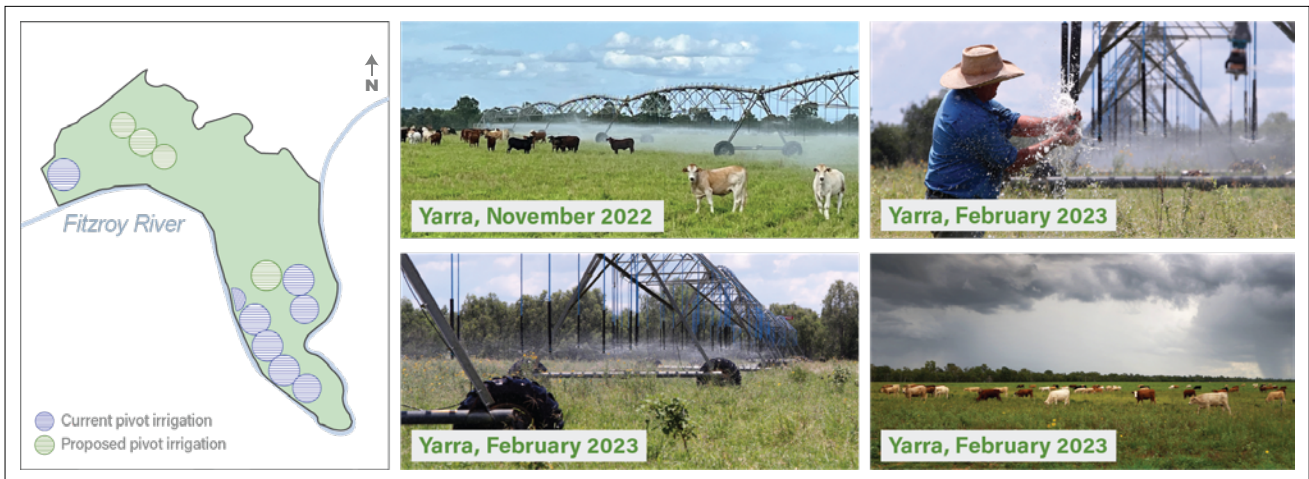 N
Fitzroy River
Current pivot irrigation
Proposed pivot irrigation
Yarra, November 2022
Yarra, February 2023
Yarra, February 2023
Yarra, February 2023